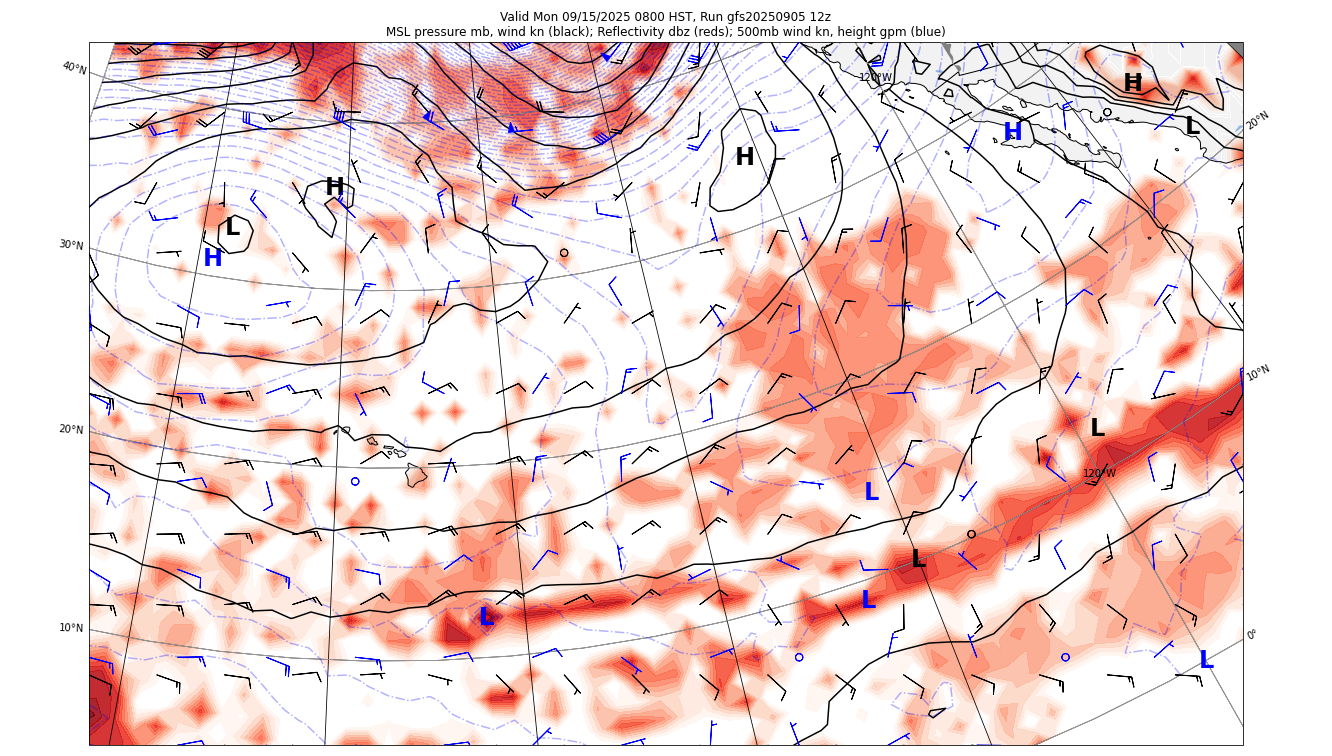 Valid Mon 09/15/2025 0800 HST, Run gfs20250905 12z
MSL pressure mb, wind kn (black); Reflectivity dbz (reds); 500mb wind kn, height gpm (blue)
40°N
120°W
H
H
20°N
L
H
H
L
30°N
H
10°N
20°N
L
120°W
L
L
L
L
10°N
0°
L